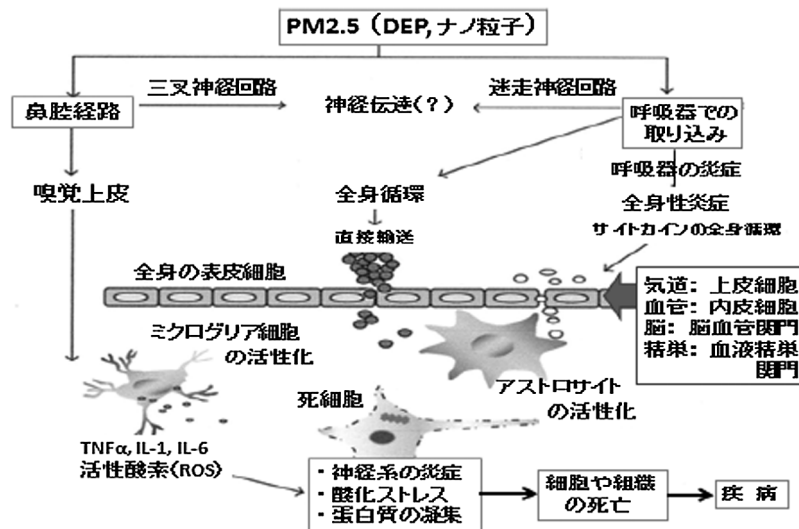 PM2.5（DEP, ナノ粒子）
三叉神経回路
迷走神経回路
鼻腔経路
神経伝達（？）
呼吸器での
取り込み
呼吸器の炎症
嗅覚上皮
全身循環
全身性炎症
サイトカインの全身循環
直接輸送
全身の表皮細胞
気道：上皮細胞
血管：内皮細胞
脳：脳血管関門
精巣：血液精巣
関門
ミクログリア細胞
の活性化
アストロサイト
の活性化
死細胞
TNFα, IL-1, IL-6
活性酸素（ROS）
・神経系の炎症
・酸化ストレス
・蛋白質の凝集
細胞や組織
の死亡
疾 病